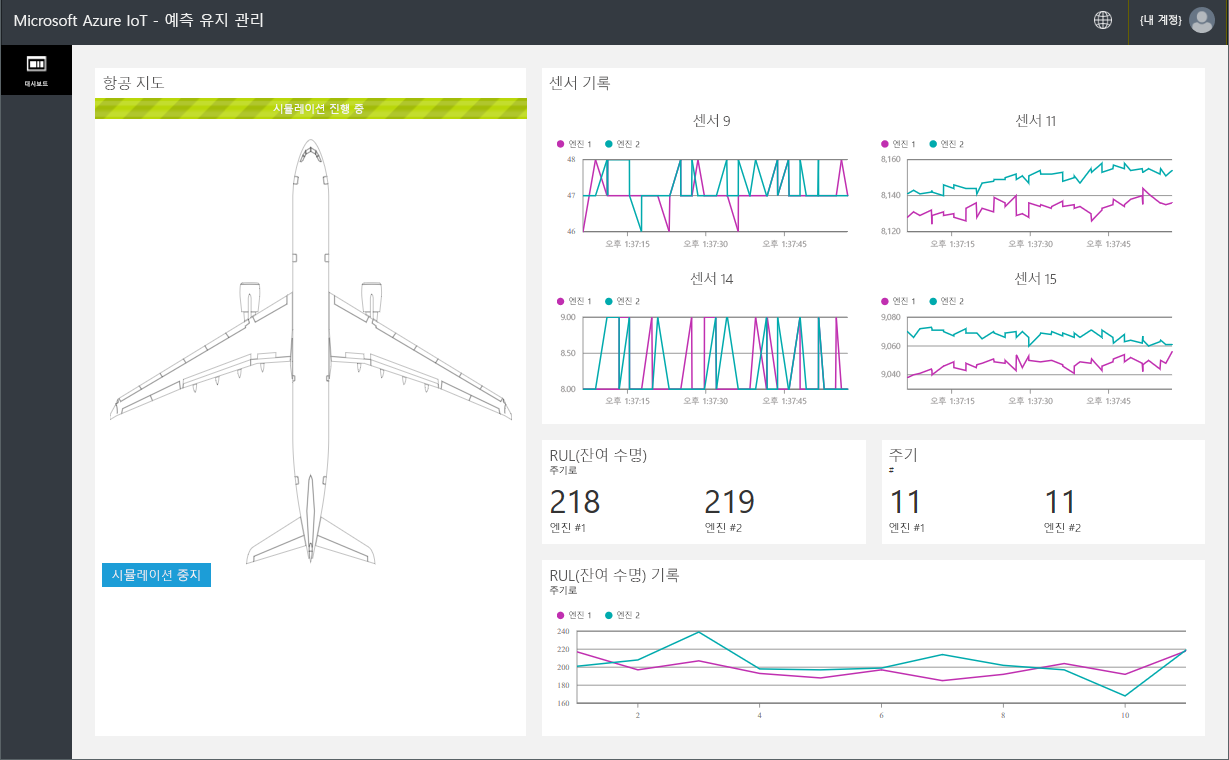 Microsoft Azure IoT - 예측 유지 관리
{내 계정}
대시보드
항공 지도
시뮬레이션 진행 중
시뮬레이션 중지
센서 기록
센서 9
엔진 1 엔진 2
48
47
46
오후 1:37:15 오후 1:37:30 오후 1:37:45
센서 11
엔진 1 엔진 2
8,160
8,140
8,120
오후 1:37:15 오후 1:37:30 오후 1:37:45
센서 14
엔진 1 엔진 2
9.00
8.50
8.00
오후 1:37:15 오후 1:37:30 오후 1:37:45
센서 15
엔진 1 엔진 2
9,080
9,060
9,040
오후 1:37:15 오후 1:37:30 오후 1:37:45
RUL(잔여 수명)
주기로
218 219
엔진 #1 엔진 #2
주기
#
11 11
엔진 #1 엔진 #2
RUL(잔여 수명) 기록
주기로
엔진 1 엔진 2
240
220
200
180
160
2 4 6 8 10